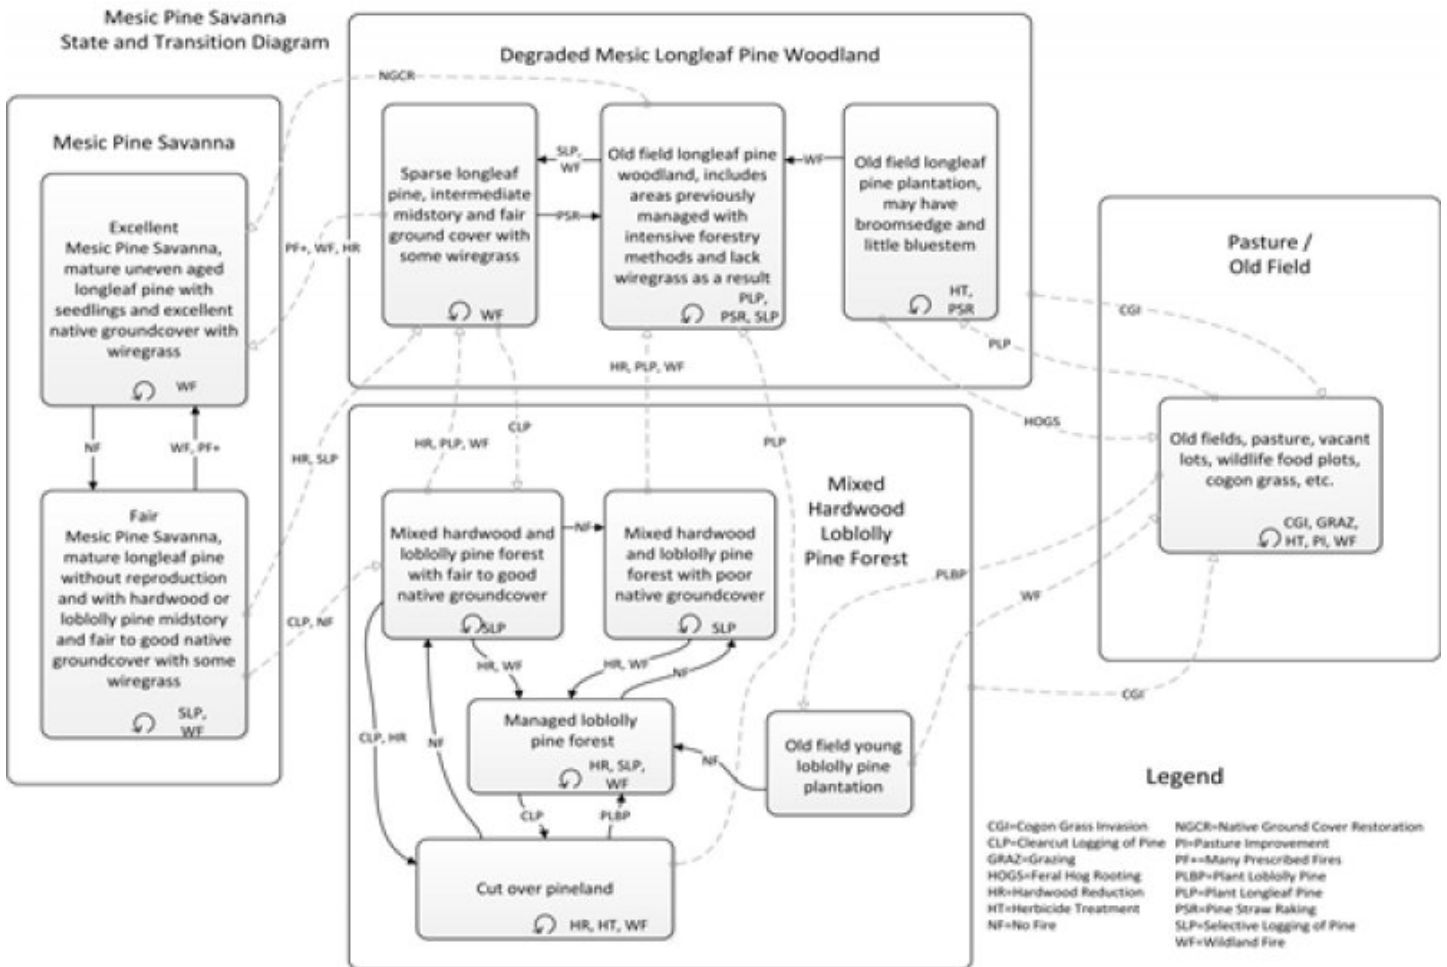 Mesic Pine Savanna
State and Transition Diagram
Degraded Mesic Longleaf Pine Woodland
NGCR
Mesic Pine Savanna
Excellent
Mesic Pine Savanna,
mature uneven aged
longleaf pine with
seedlings and excellent
native groundcover with
wiregrass
WF
NF
WF, PF+
Fair
Mesic Pine Savanna,
mature longleaf pine
without reproduction
and with hardwood or
loblolly pine midstory
and fair to good native
groundcover with some
wiregrass
SLP,
WF
PF+, WF, HR
HR, SLP
CLP, NF
Sparse longleaf
pine, intermediate
midstory and fair
ground cover with
some wiregrass
WF
SLP,
WF
PSR
Old field longleaf pine
woodland, includes
areas previously
managed with
intensive forestry
methods and lack
wiregrass as a result
PLP,
PSR, SLP
WF
Old field longleaf
pine plantation,
may have
broomsedge and
little bluestem
HT,
PSR
HR, PLP, WF
CLP
HR, PLP, WF
PLP
CGI
PLP
HOGS
Pasture /
Old Field
Old fields, pasture, vacant
lots, wildlife food plots,
cogon grass, etc.
CGI, GRAZ,
HT, PI, WF
PLBP
WF
CGI
Mixed
Hardwood
Loblolly
Pine Forest
Mixed hardwood and
loblolly pine forest
with fair to good
native groundcover
SLP
NF
Mixed hardwood
and loblolly pine
forest with poor
native groundcover
SLP
HR, WF
HR, WF
NF
CLP, HR
NF
Managed loblolly
pine forest
HR, SLP,
WF
NF
Old field young
loblolly pine
plantation
CLP
PLBP
Cut over pineland
HR, HT, WF
Legend
CGI=Cogon Grass Invasion
CLP=Clearcut Logging of Pine
GRAZ=Grazing
HOGS=Feral Hog Rooting
HR=Hardwood Reduction
HT=Herbicide Treatment
NF=No Fire
NGCR=Native Ground Cover Restoration
PI=Pasture Improvement
PF+=Many Prescribed Fires
PLBP=Plant Loblolly Pine
PLP=Plant Longleaf Pine
PSR=Pine Straw Raking
SLP=Selective Logging of Pine
WF=Wildland Fire